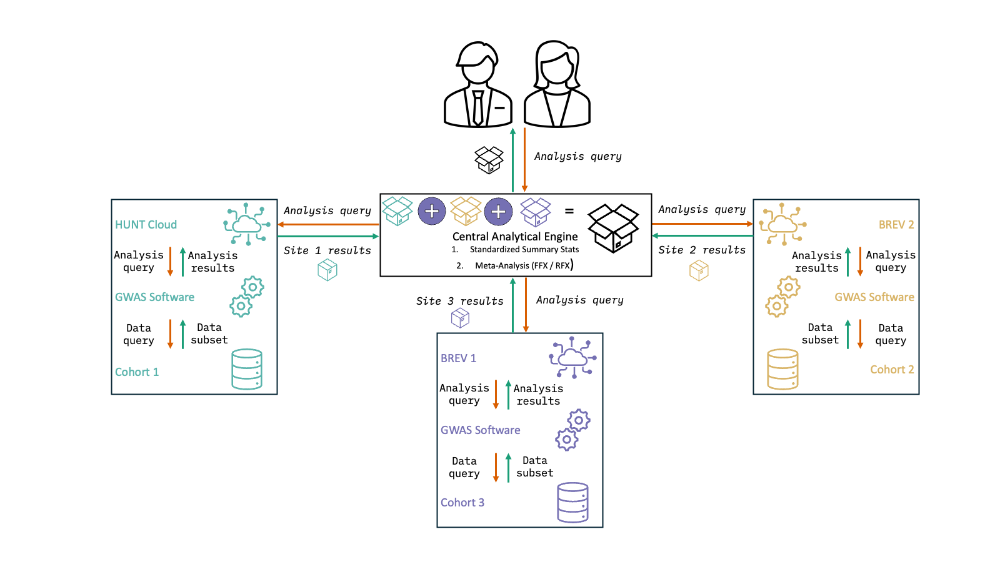 Analysis query
Analysis query
Analysis query
=
Central Analytical Engine
1. Standardized Summary Stats
2. Meta-Analysis (FFX / RFX)
Site 1 results
Site 2 results
Site 3 results
Analysis query
HUNT Cloud
Analysis
query
Analysis
results
GWAS Software
Data
query
Data
subset
Cohort 1
BREV 1
Analysis
query
Analysis
results
GWAS Software
Data
query
Data
subset
Cohort 3
BREV 2
Analysis
results
Analysis
query
GWAS Software
Data
subset
Data
query
Cohort 2